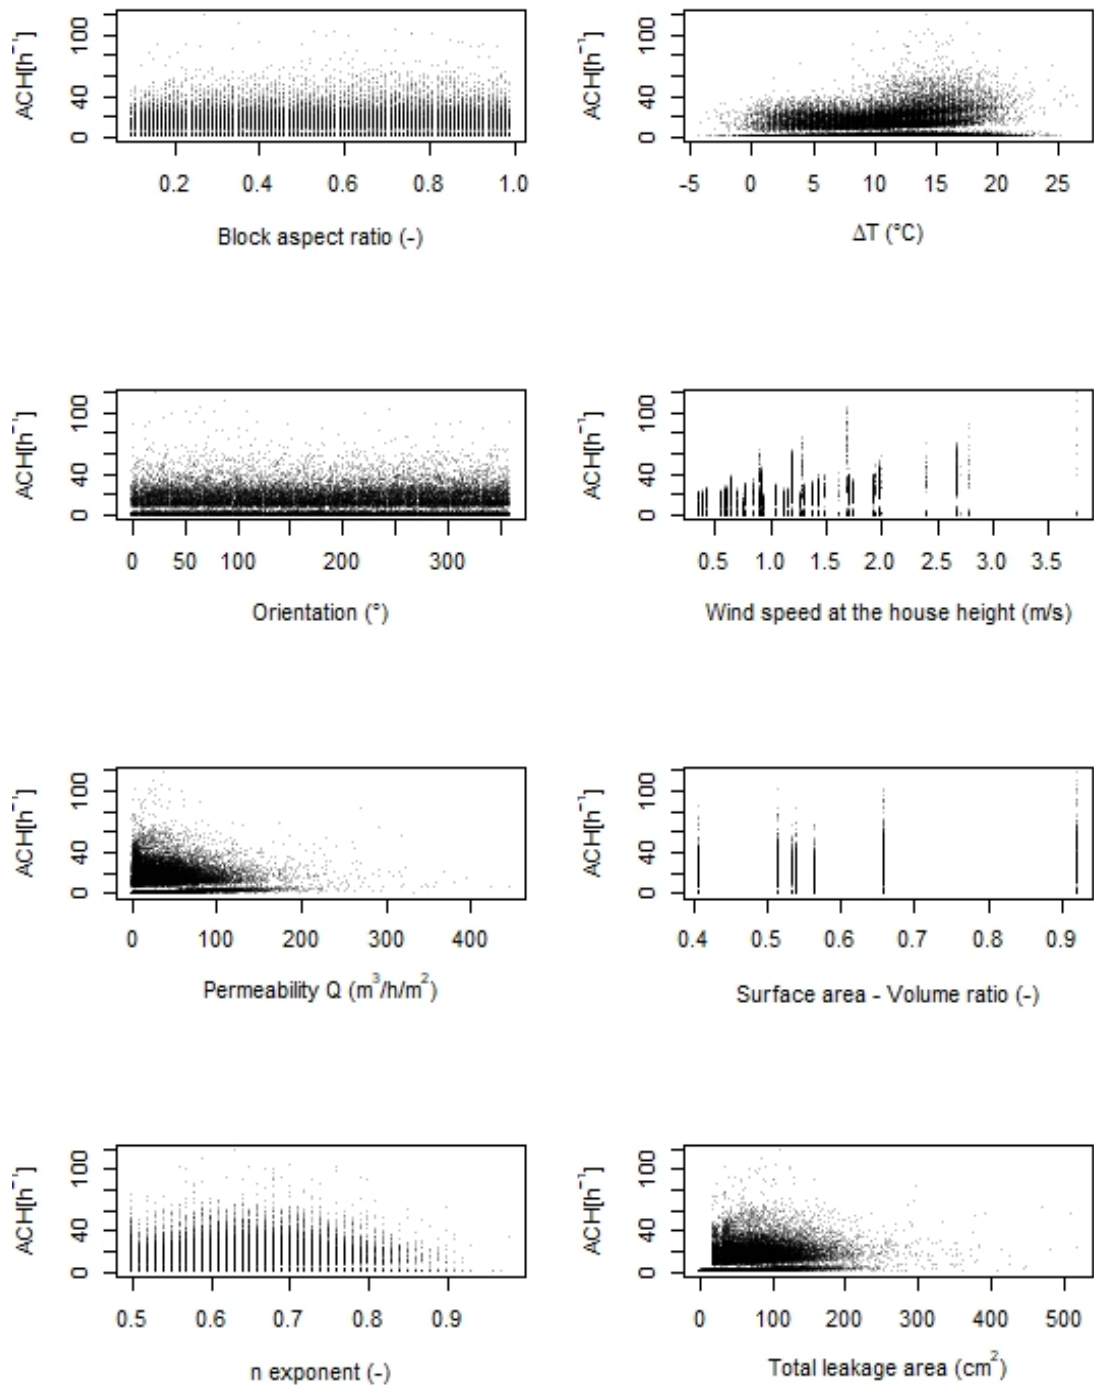 ACH[h⁻¹]
100
40
0
0.2 0.4 0.6 0.8 1.0
Block aspect ratio (-)
ACH[h⁻¹]
100
40
0
-5 0 5 10 15 20 25
ΔT (°C)
ACH[h⁻¹]
100
40
0
0 50 100 200 300
Orientation (°)
ACH[h⁻¹]
100
40
0
0.5 1.0 1.5 2.0 2.5 3.0 3.5
Wind speed at the house height (m/s)
ACH[h⁻¹]
100
40
0
0 100 200 300 400
Permeability Q (m³/h/m²)
ACH[h⁻¹]
100
40
0
0.4 0.5 0.6 0.7 0.8 0.9
Surface area - Volume ratio (-)
ACH[h⁻¹]
100
40
0
0.5 0.6 0.7 0.8 0.9
n exponent (-)
ACH[h⁻¹]
100
40
0
0 100 200 300 400 500
Total leakage area (cm²)